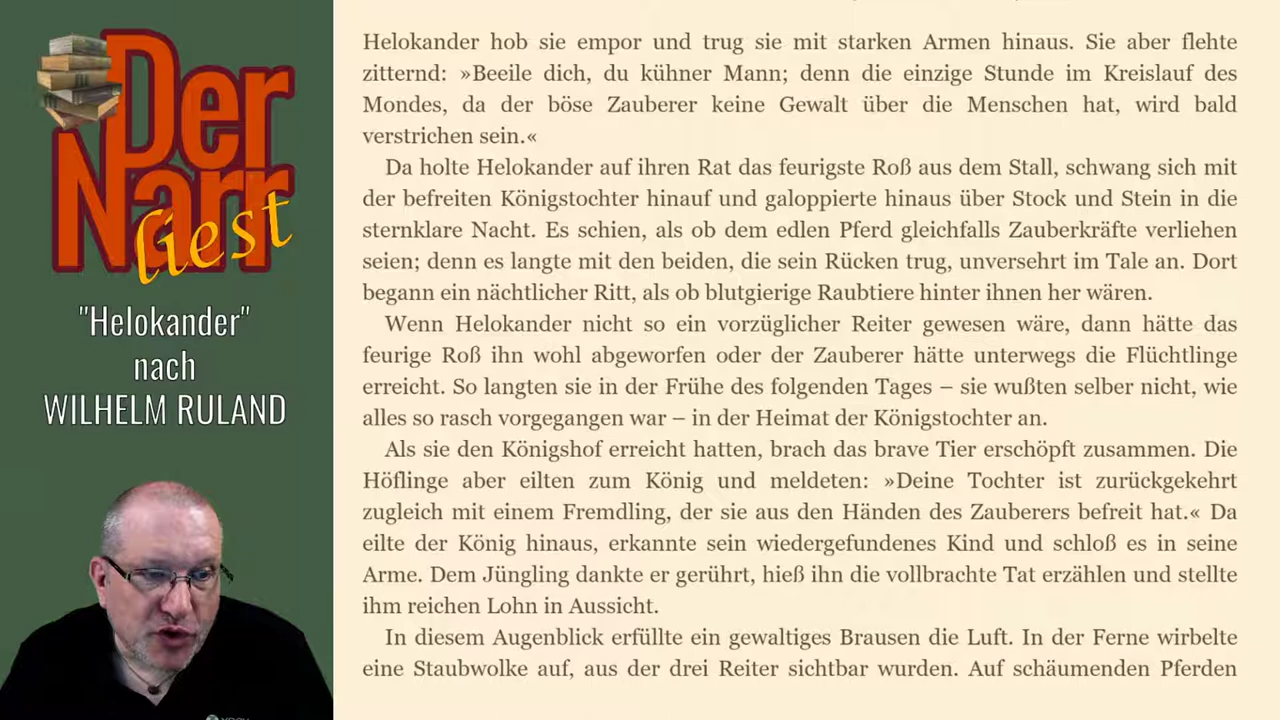 Der
Narr
liest
"Helokander"
nach
WILHELM RULAND
Helokander hob sie empor und trug sie mit starken Armen hinaus. Sie aber flehte
zitternd: »Beeile dich, du kühner Mann; denn die einzige Stunde im Kreislauf des
Mondes, da der böse Zauberer keine Gewalt über die Menschen hat, wird bald
verstrichen sein.«
Da holte Helokander auf ihren Rat das feurigste Roß aus dem Stall, schwang sich mit
der befreiten Königstochter hinauf und galoppierte hinaus über Stock und Stein in die
sternklare Nacht. Es schien, als ob dem edlen Pferd gleichfalls Zauberkräfte verliehen
seien; denn es langte mit den beiden, die sein Rücken trug, unversehrt im Tale an. Dort
begann ein nächtlicher Ritt, als ob blutgierige Raubtiere hinter ihnen her wären.
Wenn Helokander nicht so ein vorzüglicher Reiter gewesen wäre, dann hätte das
feurige Roß ihn wohl abgeworfen oder der Zauberer hätte unterwegs die Flüchtlinge
erreicht. So langten sie in der Frühe des folgenden Tages – sie wußten selber nicht, wie
alles so rasch vorgegangen war – in der Heimat der Königstochter an.
Als sie den Königshof erreicht hatten, brach das brave Tier erschöpft zusammen. Die
Höflinge aber eilten zum König und meldeten: »Deine Tochter ist zurückgekehrt
zugleich mit einem Fremdling, der sie aus den Händen des Zauberers befreit hat.« Da
eilte der König hinaus, erkannte sein wiedergefundenes Kind und schloß es in seine
Arme. Dem Jüngling dankte er gerührt, hieß ihn die vollbrachte Tat erzählen und stellte
ihm reichen Lohn in Aussicht.
In diesem Augenblick erfüllte ein gewaltiges Brausen die Luft. In der Ferne wirbelte
eine Staubwolke auf, aus der drei Reiter sichtbar wurden. Auf schäumenden Pferden